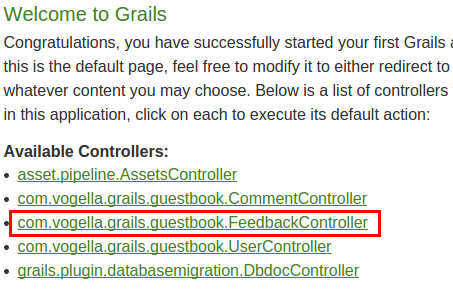 Welcome to Grails
Congratulations, you have successfully started your first Grails a
this is the default page, feel free to modify it to either redirect to
whatever content you may choose. Below is a list of controllers
in this application, click on each to execute its default action:
Available Controllers:
• asset.pipeline.AssetsController
• com.vogella.grails.guestbook.CommentController
• com.vogella.grails.guestbook.FeedbackController
• com.vogella.grails.guestbook.UserController
• grails.plugin.databasemigration.DbdocController